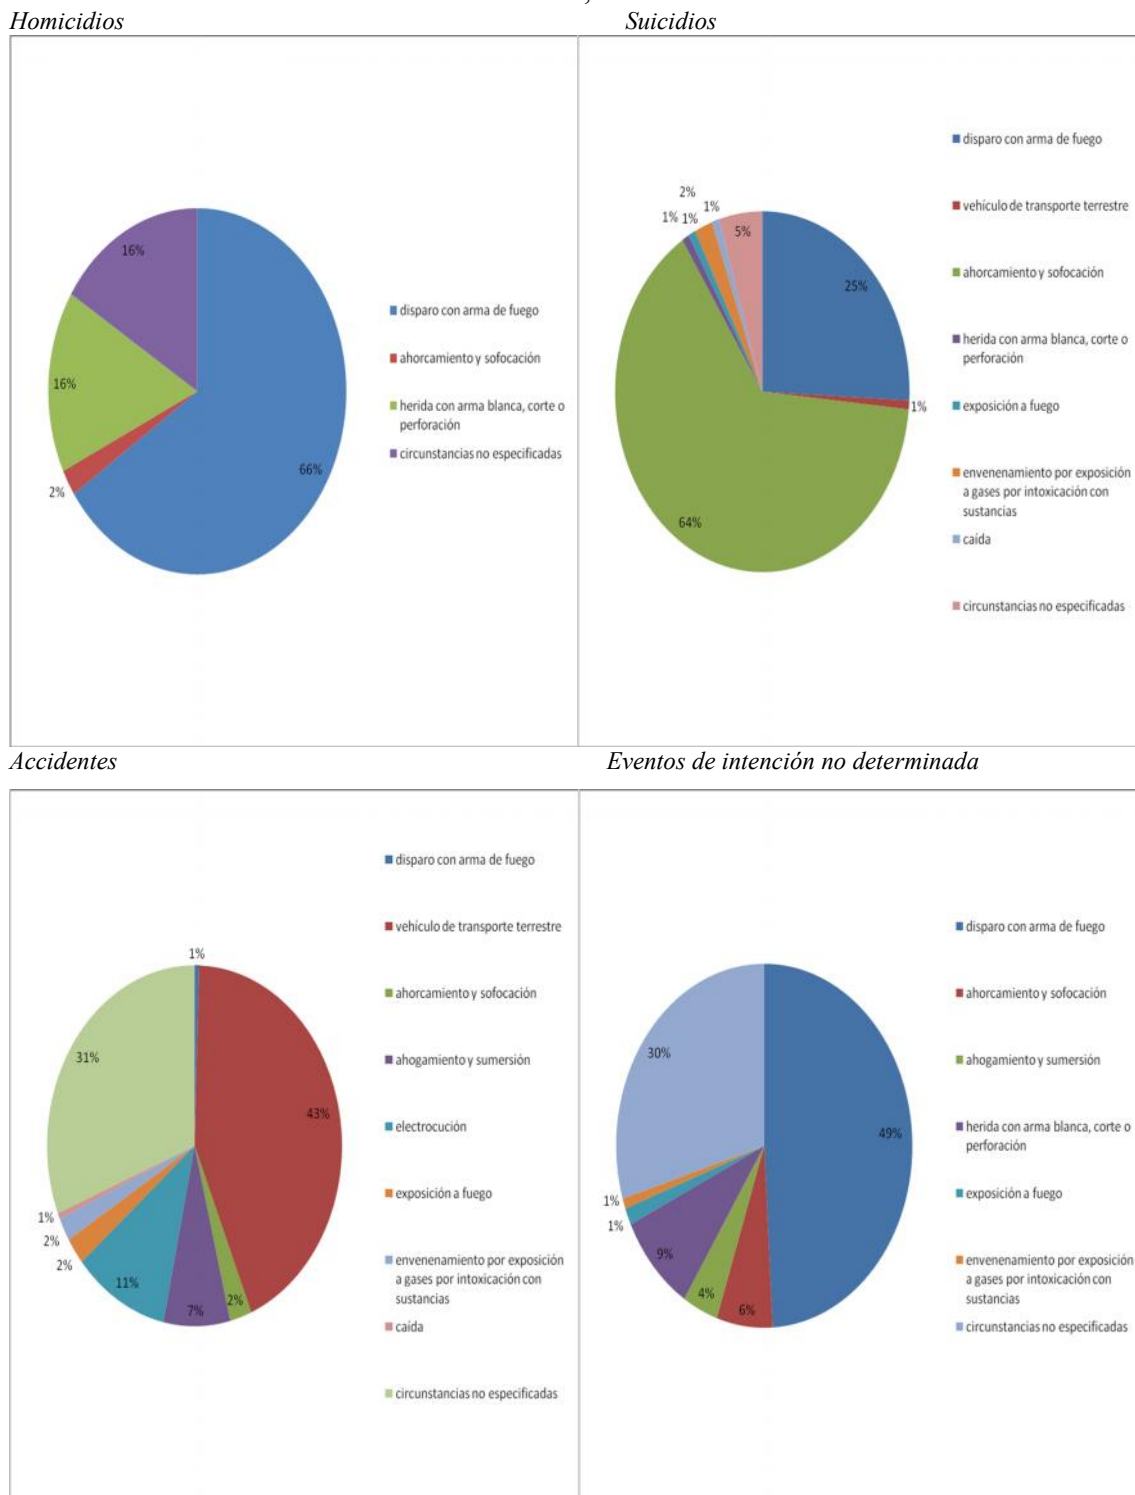 Homicidios
Suicidios
16%
16%
2%
66%
disparo con arma de fuego
ahorcamiento y sofocación
herida con arma blanca, corte o
perforación
circunstancias no especificadas
2%
1%
1%
1%
5%
25%
1%
64%
disparo con arma de fuego
vehículo de transporte terrestre
ahorcamiento y sofocación
herida con arma blanca, corte o
perforación
exposición a fuego
envenenamiento por exposición
a gases por intoxicación con
sustancias
caída
circunstancias no especificadas
Accidentes
Eventos de intención no determinada
1%
31%
43%
1%
2%
2%
11%
7%
2%
disparo con arma de fuego
vehículo de transporte terrestre
ahorcamiento y sofocación
ahogamiento y sumersión
electrocución
exposición a fuego
envenenamiento por exposición
a gases por intoxicación con
sustancias
caída
circunstancias no especificadas
30%
49%
1%
1%
9%
4%
6%
disparo con arma de fuego
ahorcamiento y sofocación
ahogamiento y sumersión
herida con arma blanca, corte o
perforación
exposición a fuego
envenenamiento por exposición
a gases por intoxicación con
sustancias
circunstancias no especificadas